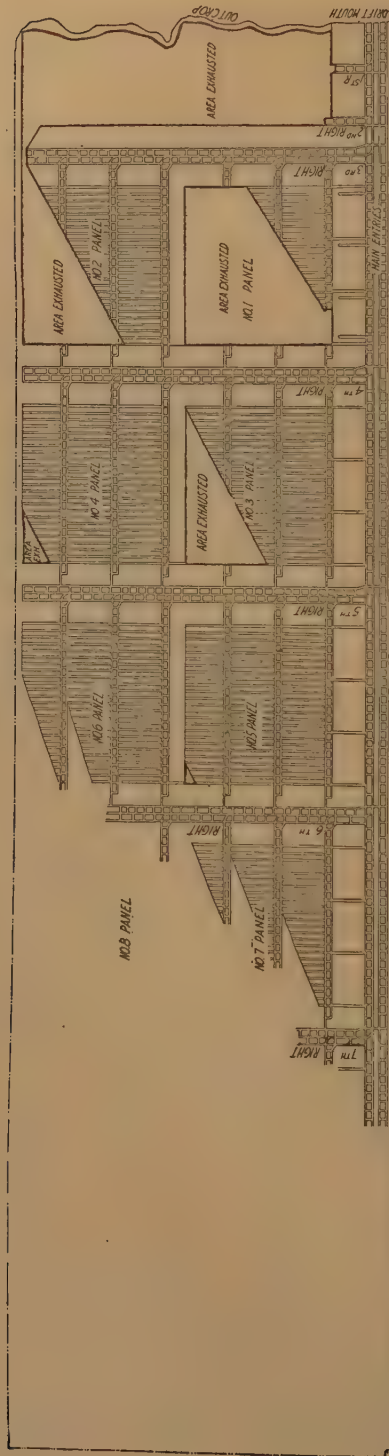 DRIFT MOUTH
OUTCROP
AREA EXHAUSTED
1ST R
2ND RIGHT
3RD
RIGHT
MAIN ENTRIES
AREA EXHAUSTED
NO.2 PANEL
AREA EXHAUSTED
NO.1 PANEL
4TH
RIGHT
AREA
EXH
NO.4 PANEL
AREA EXHAUSTED
NO.3 PANEL
5TH
RIGHT
NO.6 PANEL
NO.5 PANEL
6TH
RIGHT
NO.8 PANEL
NO.7 PANEL
7TH
RIGHT